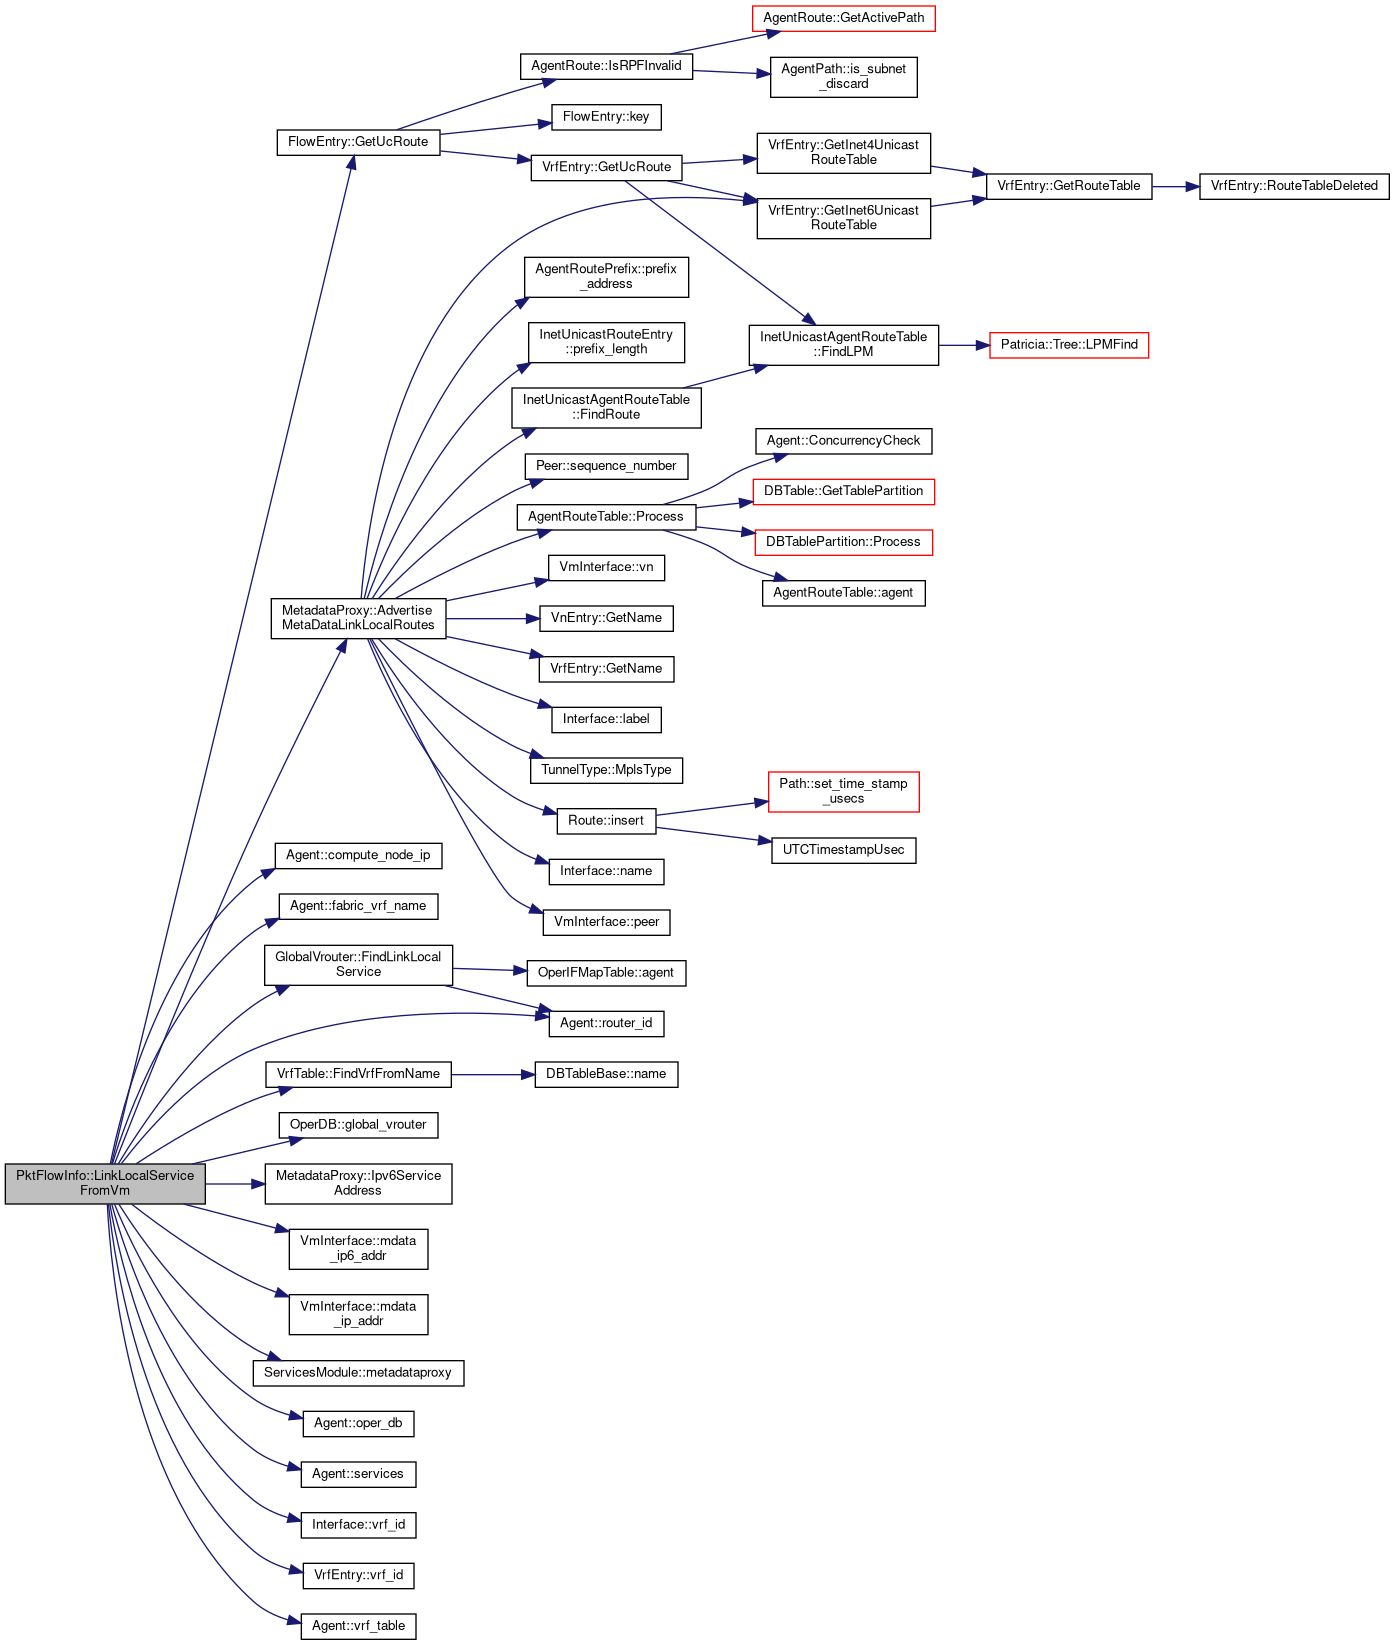 AgentRoute::GetActivePath
AgentRoute::IsRPFInvalid
AgentPath::is_subnet
_discard
FlowEntry::key
FlowEntry::GetUcRoute
VrfEntry::GetInet4Unicast
RouteTable
VrfEntry::GetUcRoute
VrfEntry::GetRouteTable
VrfEntry::RouteTableDeleted
VrfEntry::GetInet6Unicast
RouteTable
AgentRoutePrefix::prefix
_address
InetUnicastRouteEntry
::prefix_length
InetUnicastAgentRouteTable
::FindLPM
Patricia::Tree::LPMFind
InetUnicastAgentRouteTable
::FindRoute
Agent::ConcurrencyCheck
Peer::sequence_number
DBTable::GetTablePartition
AgentRouteTable::Process
DBTablePartition::Process
VmInterface::vn
AgentRouteTable::agent
MetadataProxy::Advertise
MetaDataLinkLocalRoutes
VnEntry::GetName
VrfEntry::GetName
Interface::label
TunnelType::MplsType
Path::set_time_stamp
_usecs
Route::insert
UTCTimestampUsec
Agent::compute_node_ip
Interface::name
Agent::fabric_vrf_name
VmInterface::peer
GlobalVrouter::FindLinkLocal
Service
OperIFMapTable::agent
Agent::router_id
VrfTable::FindVrfFromName
DBTableBase::name
OperDB::global_vrouter
PktFlowInfo::LinkLocalService
FromVm
MetadataProxy::Ipv6Service
Address
VmInterface::mdata
_ip6_addr
VmInterface::mdata
_ip_addr
ServicesModule::metadataproxy
Agent::oper_db
Agent::services
Interface::vrf_id
VrfEntry::vrf_id
Agent::vrf_table